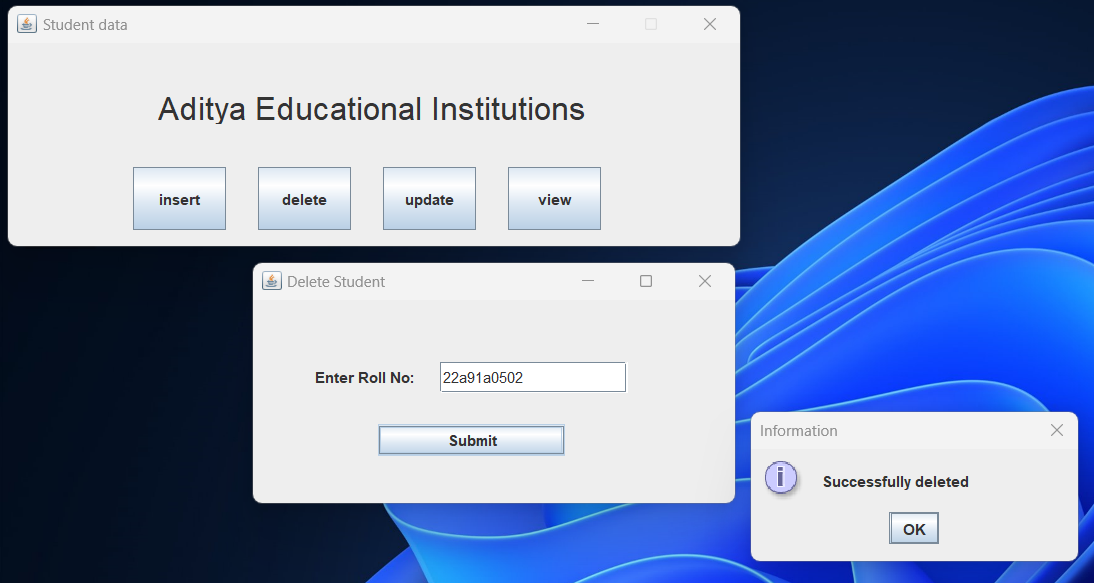 Student data
Aditya Educational Institutions
insert delete update view
Delete Student
Enter Roll No: 22a91a0502
Submit
Information
i Successfully deleted
OK